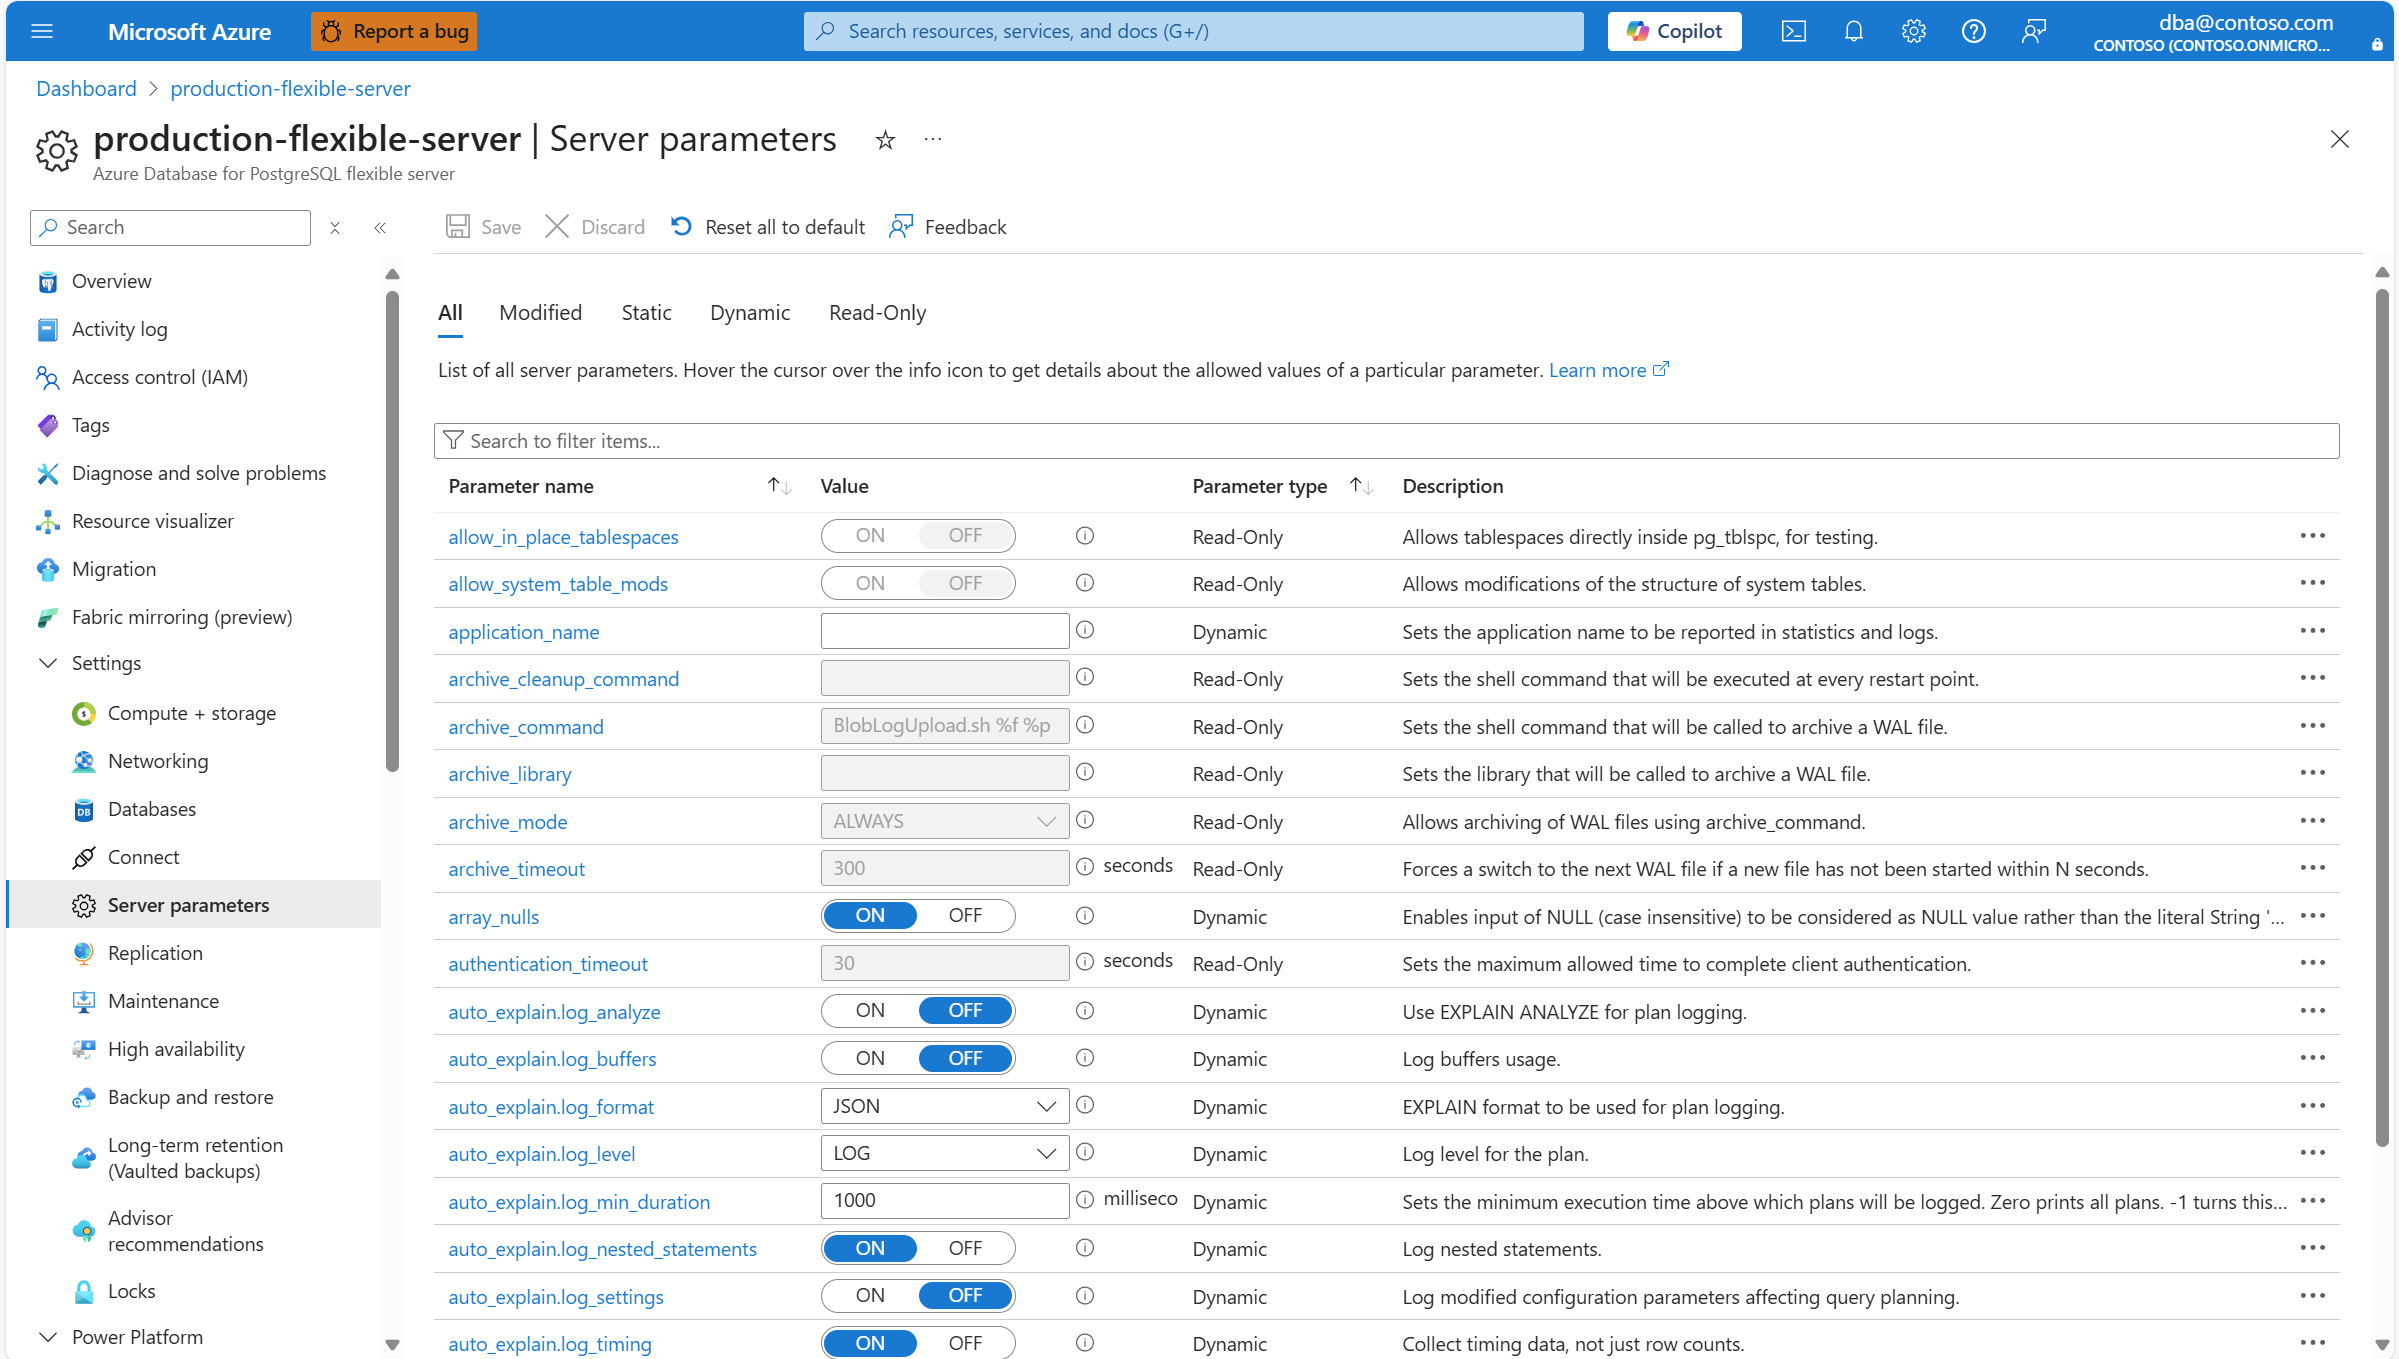 Microsoft Azure
Report a bug
Search resources, services, and docs (G+/)
Copilot
dba@contoso.com
CONTOSO (CONTOSO.ONMICRO...
Dashboard > production-flexible-server
production-flexible-server | Server parameters
Azure Database for PostgreSQL flexible server
Search
Save
Discard
Reset all to default
Feedback
Overview
Activity log
Access control (IAM)
Tags
Diagnose and solve problems
Resource visualizer
Migration
Fabric mirroring (preview)
Settings
Compute + storage
Networking
Databases
Connect
Server parameters
Replication
Maintenance
High availability
Backup and restore
Long-term retention
(Vaulted backups)
Advisor
recommendations
Locks
Power Platform
All Modified Static Dynamic Read-Only
List of all server parameters. Hover the cursor over the info icon to get details about the allowed values of a particular parameter. Learn more
Search to filter items...
Parameter name Value Parameter type Description
allow_in_place_tablespaces ON OFF Read-Only Allows tablespaces directly inside pg_tblspc, for testing.
allow_system_table_mods ON OFF Read-Only Allows modifications of the structure of system tables.
application_name Dynamic Sets the application name to be reported in statistics and logs.
archive_cleanup_command Read-Only Sets the shell command that will be executed at every restart point.
archive_command BlobLogUpload.sh %f %p Read-Only Sets the shell command that will be called to archive a WAL file.
archive_library Read-Only Sets the library that will be called to archive a WAL file.
archive_mode ALWAYS Read-Only Allows archiving of WAL files using archive_command.
archive_timeout 300 seconds Read-Only Forces a switch to the next WAL file if a new file has not been started within N seconds.
array_nulls ON OFF Dynamic Enables input of NULL (case insensitive) to be considered as NULL value rather than the literal String '...
authentication_timeout 30 seconds Read-Only Sets the maximum allowed time to complete client authentication.
auto_explain.log_analyze ON OFF Dynamic Use EXPLAIN ANALYZE for plan logging.
auto_explain.log_buffers ON OFF Dynamic Log buffers usage.
auto_explain.log_format JSON Dynamic EXPLAIN format to be used for plan logging.
auto_explain.log_level LOG Dynamic Log level for the plan.
auto_explain.log_min_duration 1000 milliseco Dynamic Sets the minimum execution time above which plans will be logged. Zero prints all plans. -1 turns this...
auto_explain.log_nested_statements ON OFF Dynamic Log nested statements.
auto_explain.log_settings ON OFF Dynamic Log modified configuration parameters affecting query planning.
auto_explain.log_timing ON OFF Dynamic Collect timing data, not just row counts.